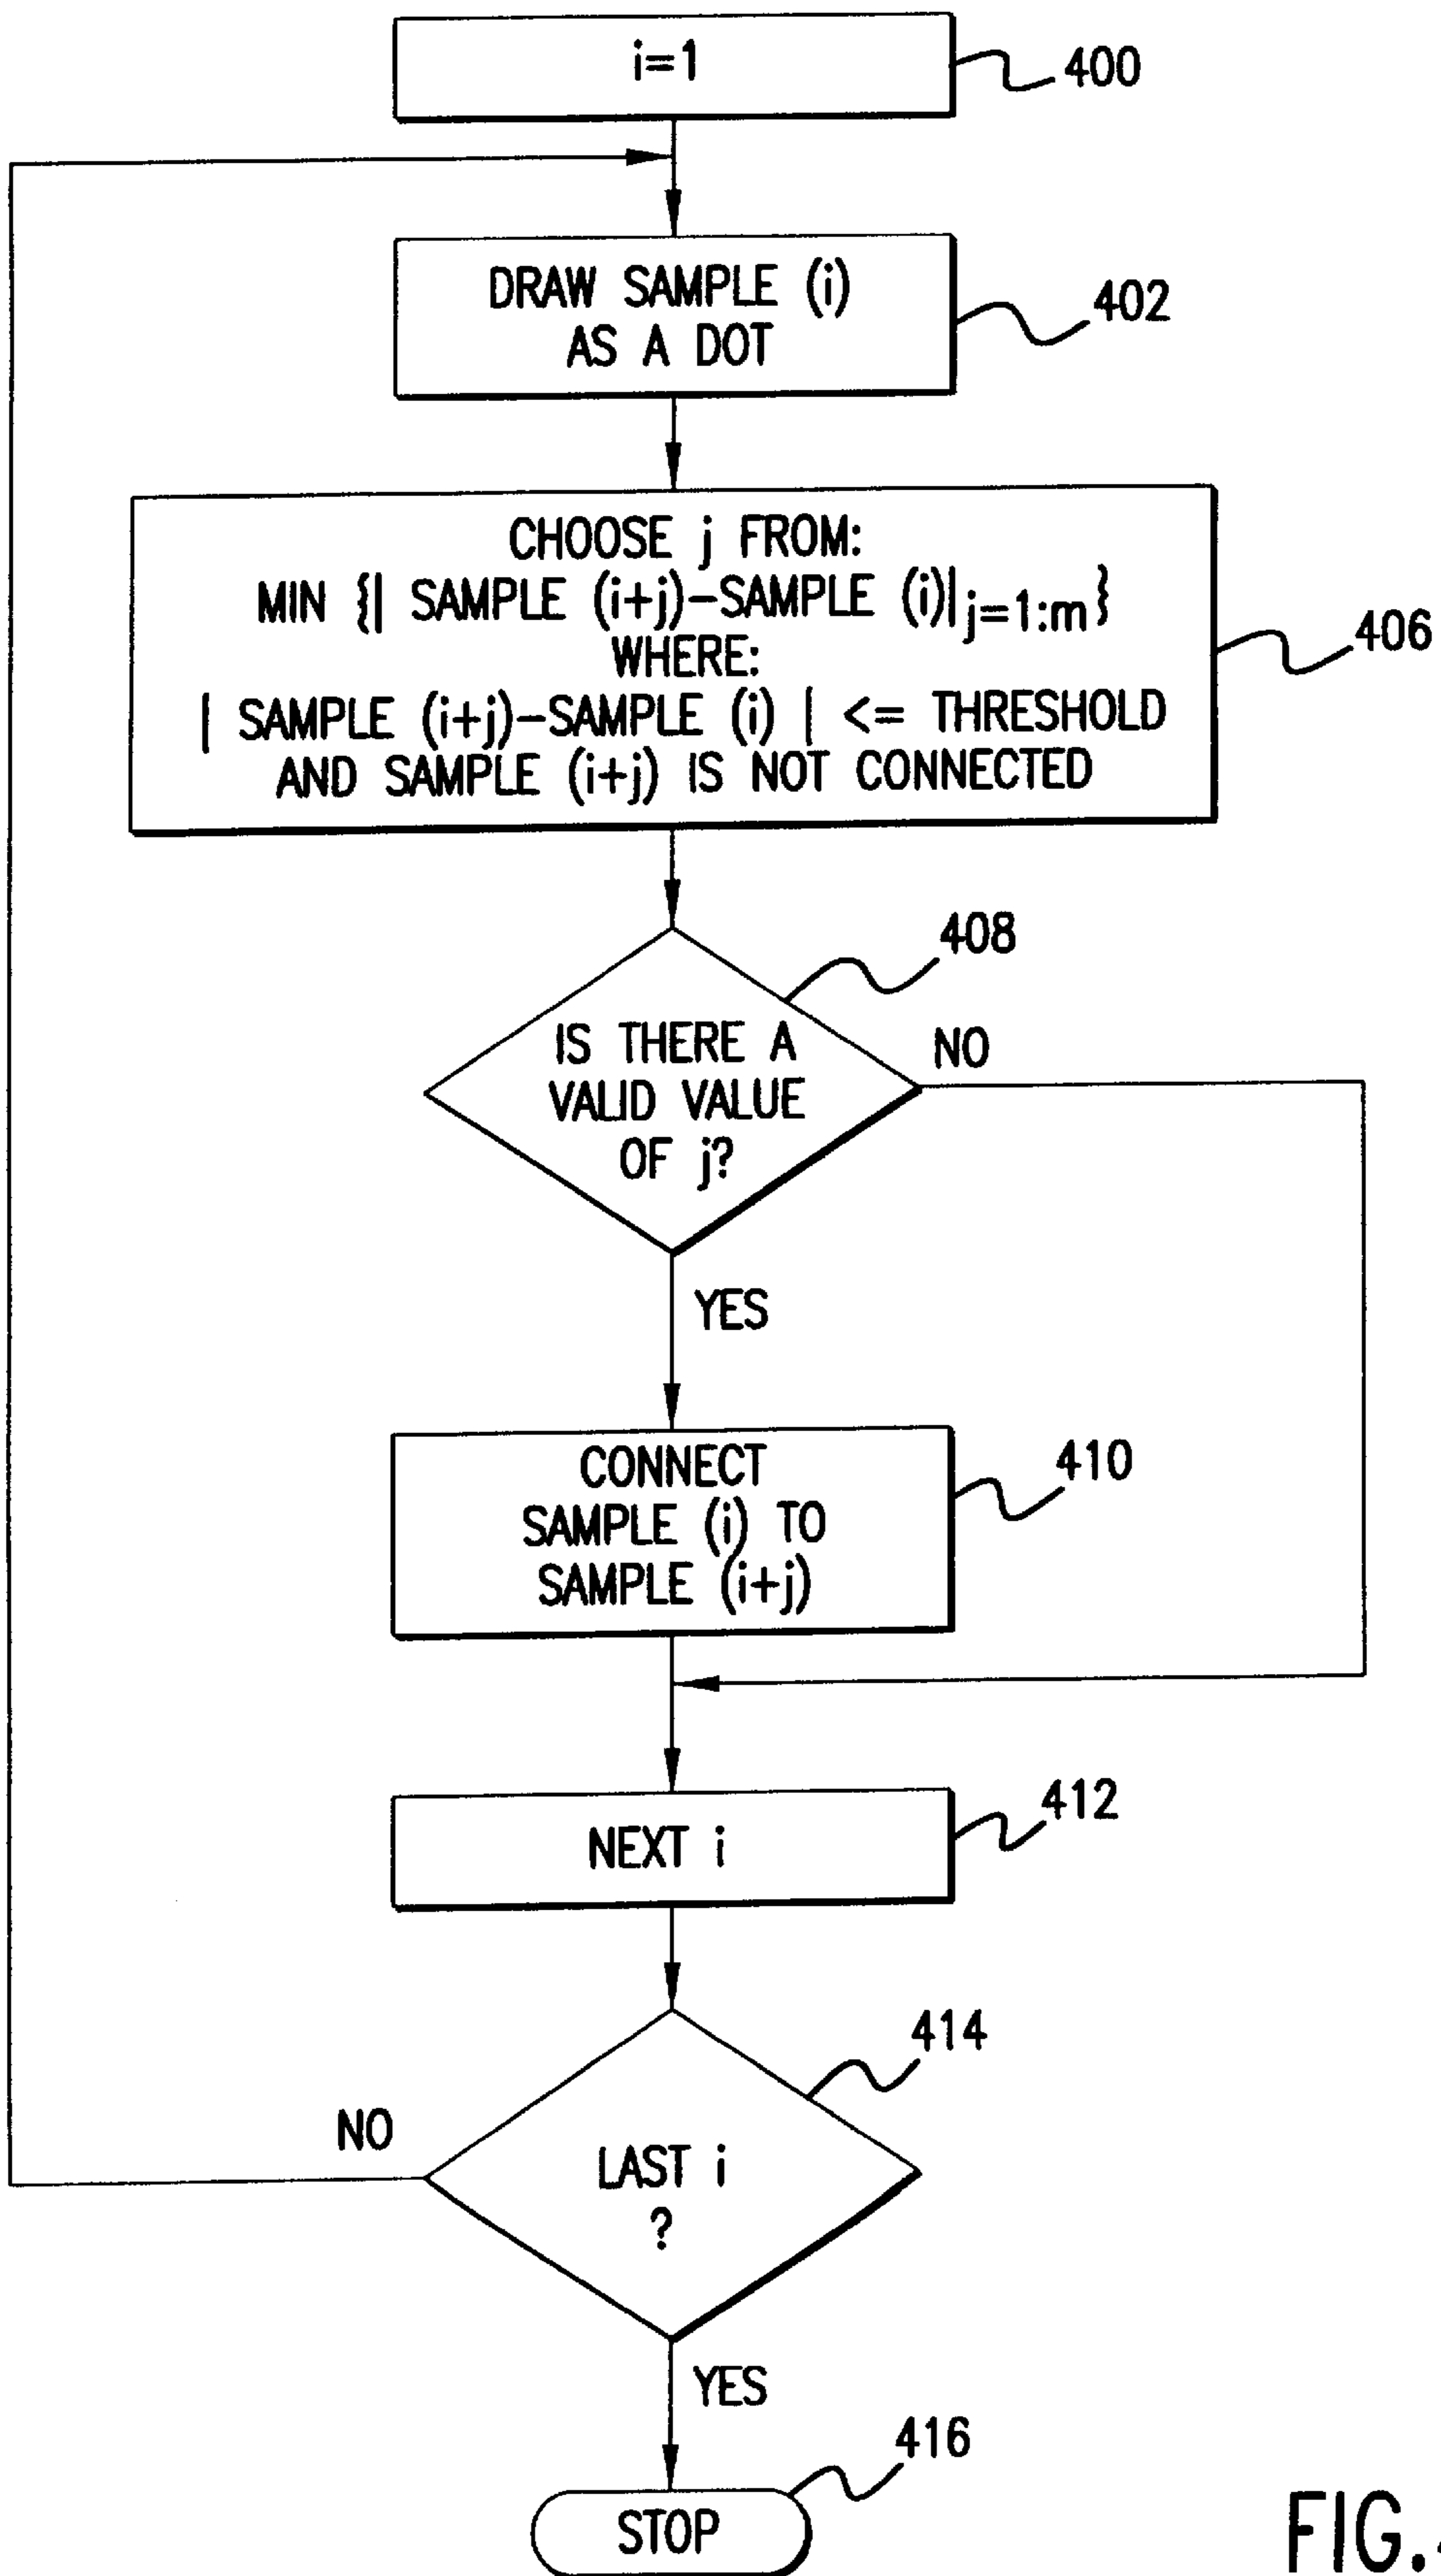 i=1
400
DRAW SAMPLE (i)
AS A DOT
402
CHOOSE j FROM:
MIN {| SAMPLE (i+j)-SAMPLE (i)|j=1:m}
WHERE:
| SAMPLE (i+j)-SAMPLE (i) | <= THRESHOLD
AND SAMPLE (i+j) IS NOT CONNECTED
406
408
IS THERE A
VALID VALUE
OF j?
NO
YES
CONNECT
SAMPLE (i) TO
SAMPLE (i+j)
410
NEXT i
412
414
LAST i
?
NO
YES
416
STOP
FIG.